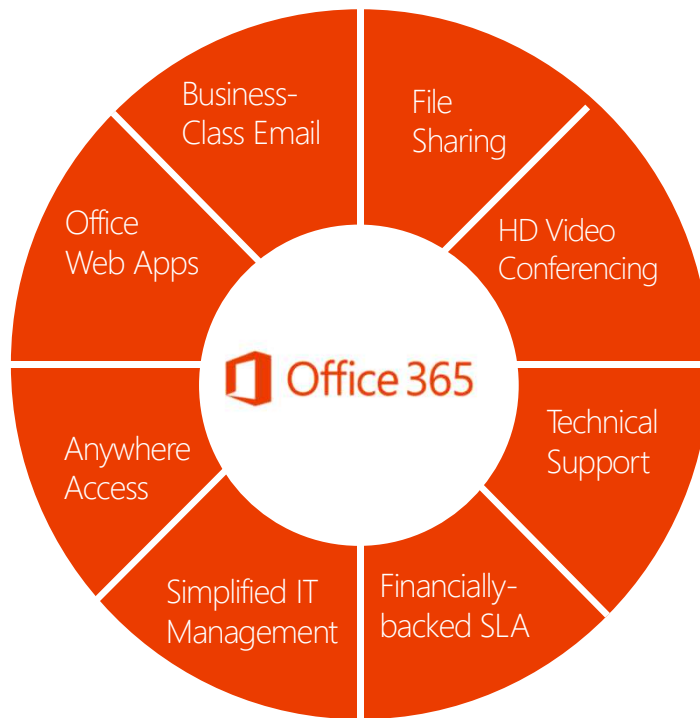 Business-
Class Email
File
Sharing
Office
Web Apps
HD Video
Conferencing
Office 365
Anywhere
Access
Technical
Support
Simplified IT
Management
Financially-
backed SLA